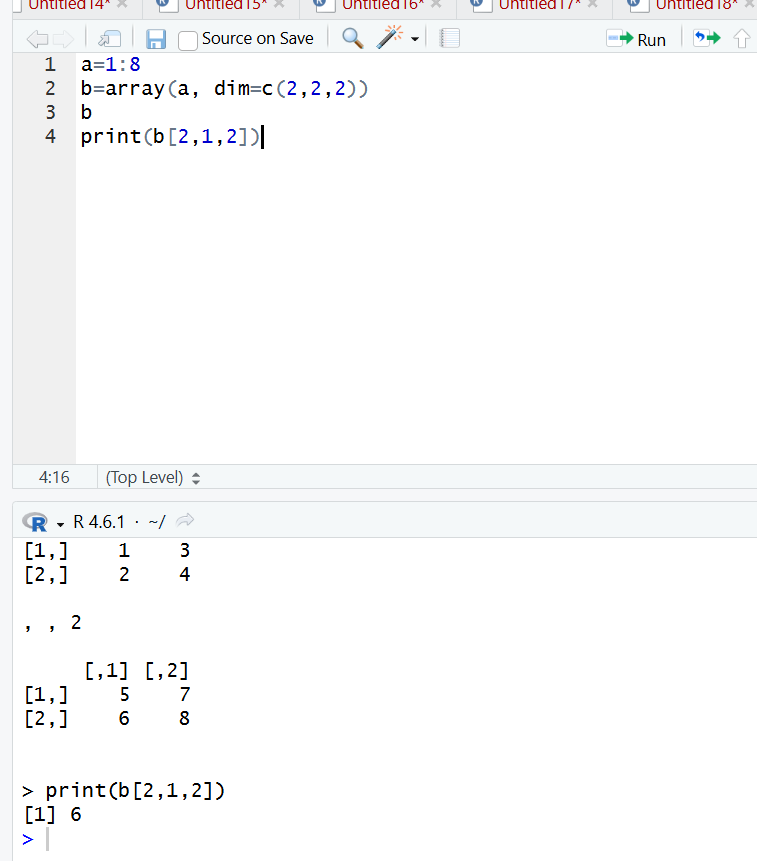 Untitled14* Untitled15* Untitled16* Untitled17* Untitled18*
Source on Save Run
1 a=1:8
2 b=array(a, dim=c(2,2,2))
3 b
4 print(b[2,1,2])
4:16 (Top Level)
R R 4.6.1 · ~/
[1,] 1 3
[2,] 2 4
, , 2
[,1] [,2]
[1,] 5 7
[2,] 6 8
> print(b[2,1,2])
[1] 6
>